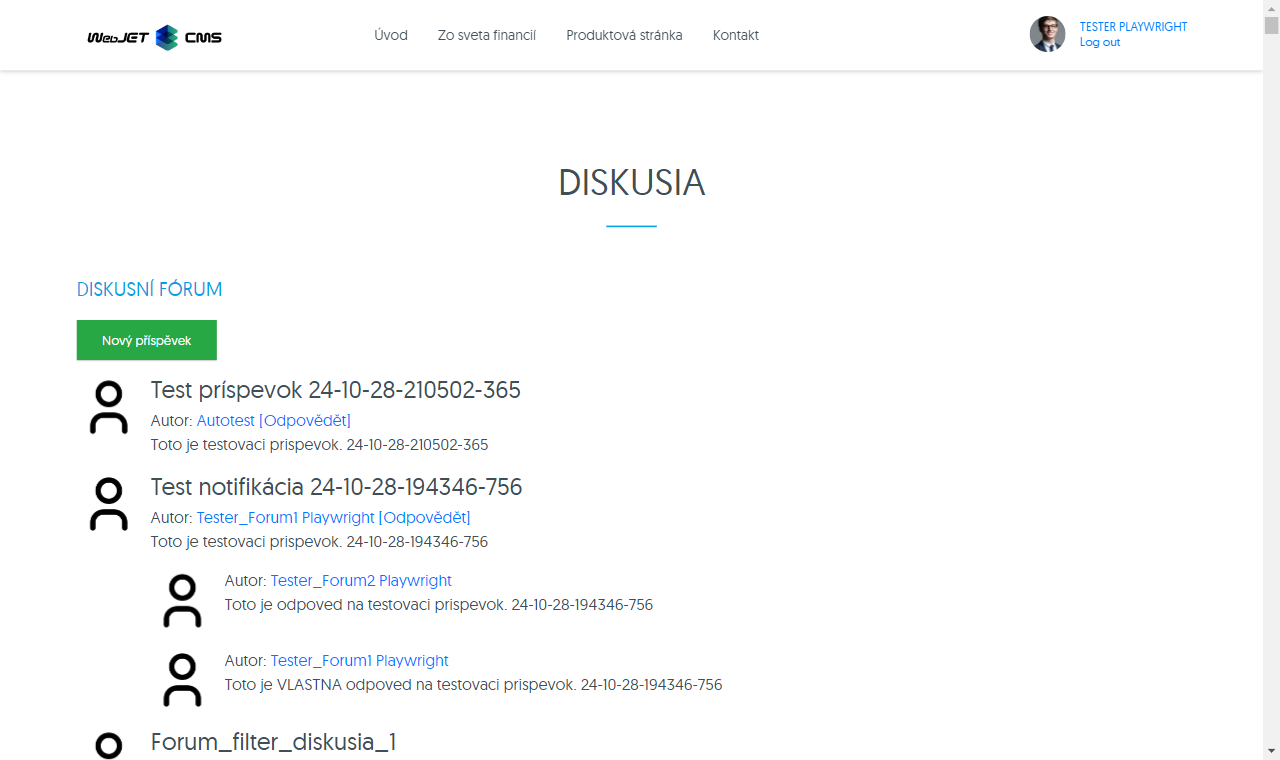 WebJET CMS
Úvod
Zo sveta financií
Produktová stránka
Kontakt
TESTER PLAYWRIGHT
Log out
DISKUSIA
DISKUSNÍ FÓRUM
Nový příspěvek
Test príspevok 24-10-28-210502-365
Autor: Autotest [Odpovědět]
Toto je testovaci prispevok. 24-10-28-210502-365
Test notifikácia 24-10-28-194346-756
Autor: Tester_Forum1 Playwright [Odpovědět]
Toto je testovaci prispevok. 24-10-28-194346-756
Autor: Tester_Forum2 Playwright
Toto je odpoved na testovaci prispevok. 24-10-28-194346-756
Autor: Tester_Forum1 Playwright
Toto je VLASTNA odpoved na testovaci prispevok. 24-10-28-194346-756
Forum_filter_diskusia_1